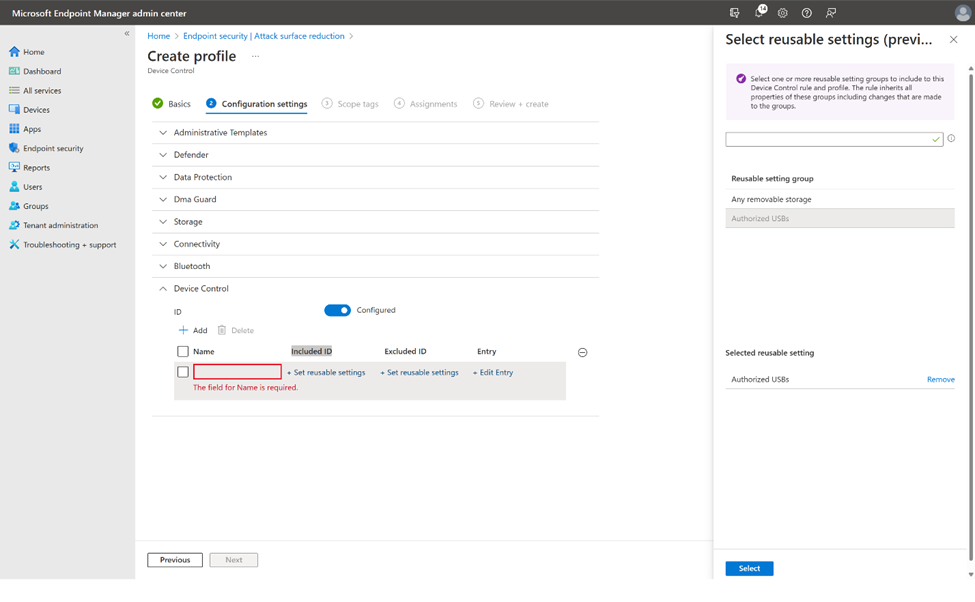 Microsoft Endpoint Manager admin center
14
«
Home
Dashboard
All services
Devices
Apps
Endpoint security
Reports
Users
Groups
Tenant administration
Troubleshooting + support
Home > Endpoint security | Attack surface reduction >
Create profile ...
Device Control
Basics
2 Configuration settings
3 Scope tags
4 Assignments
5 Review + create
Administrative Templates
Defender
Data Protection
Dma Guard
Storage
Connectivity
Bluetooth
Device Control
ID
Configured
+ Add Delete
Name Included ID Excluded ID Entry
+ Set reusable settings + Set reusable settings + Edit Entry
The field for Name is required.
Previous Next
Select reusable settings (previ...
Select one or more reusable setting groups to include to this
Device Control rule and profile. The rule inherits all
properties of these groups including changes that are made
to the groups.
Reusable setting group
Any removable storage
Authorized USBs
Selected reusable setting
Authorized USBs Remove
Select